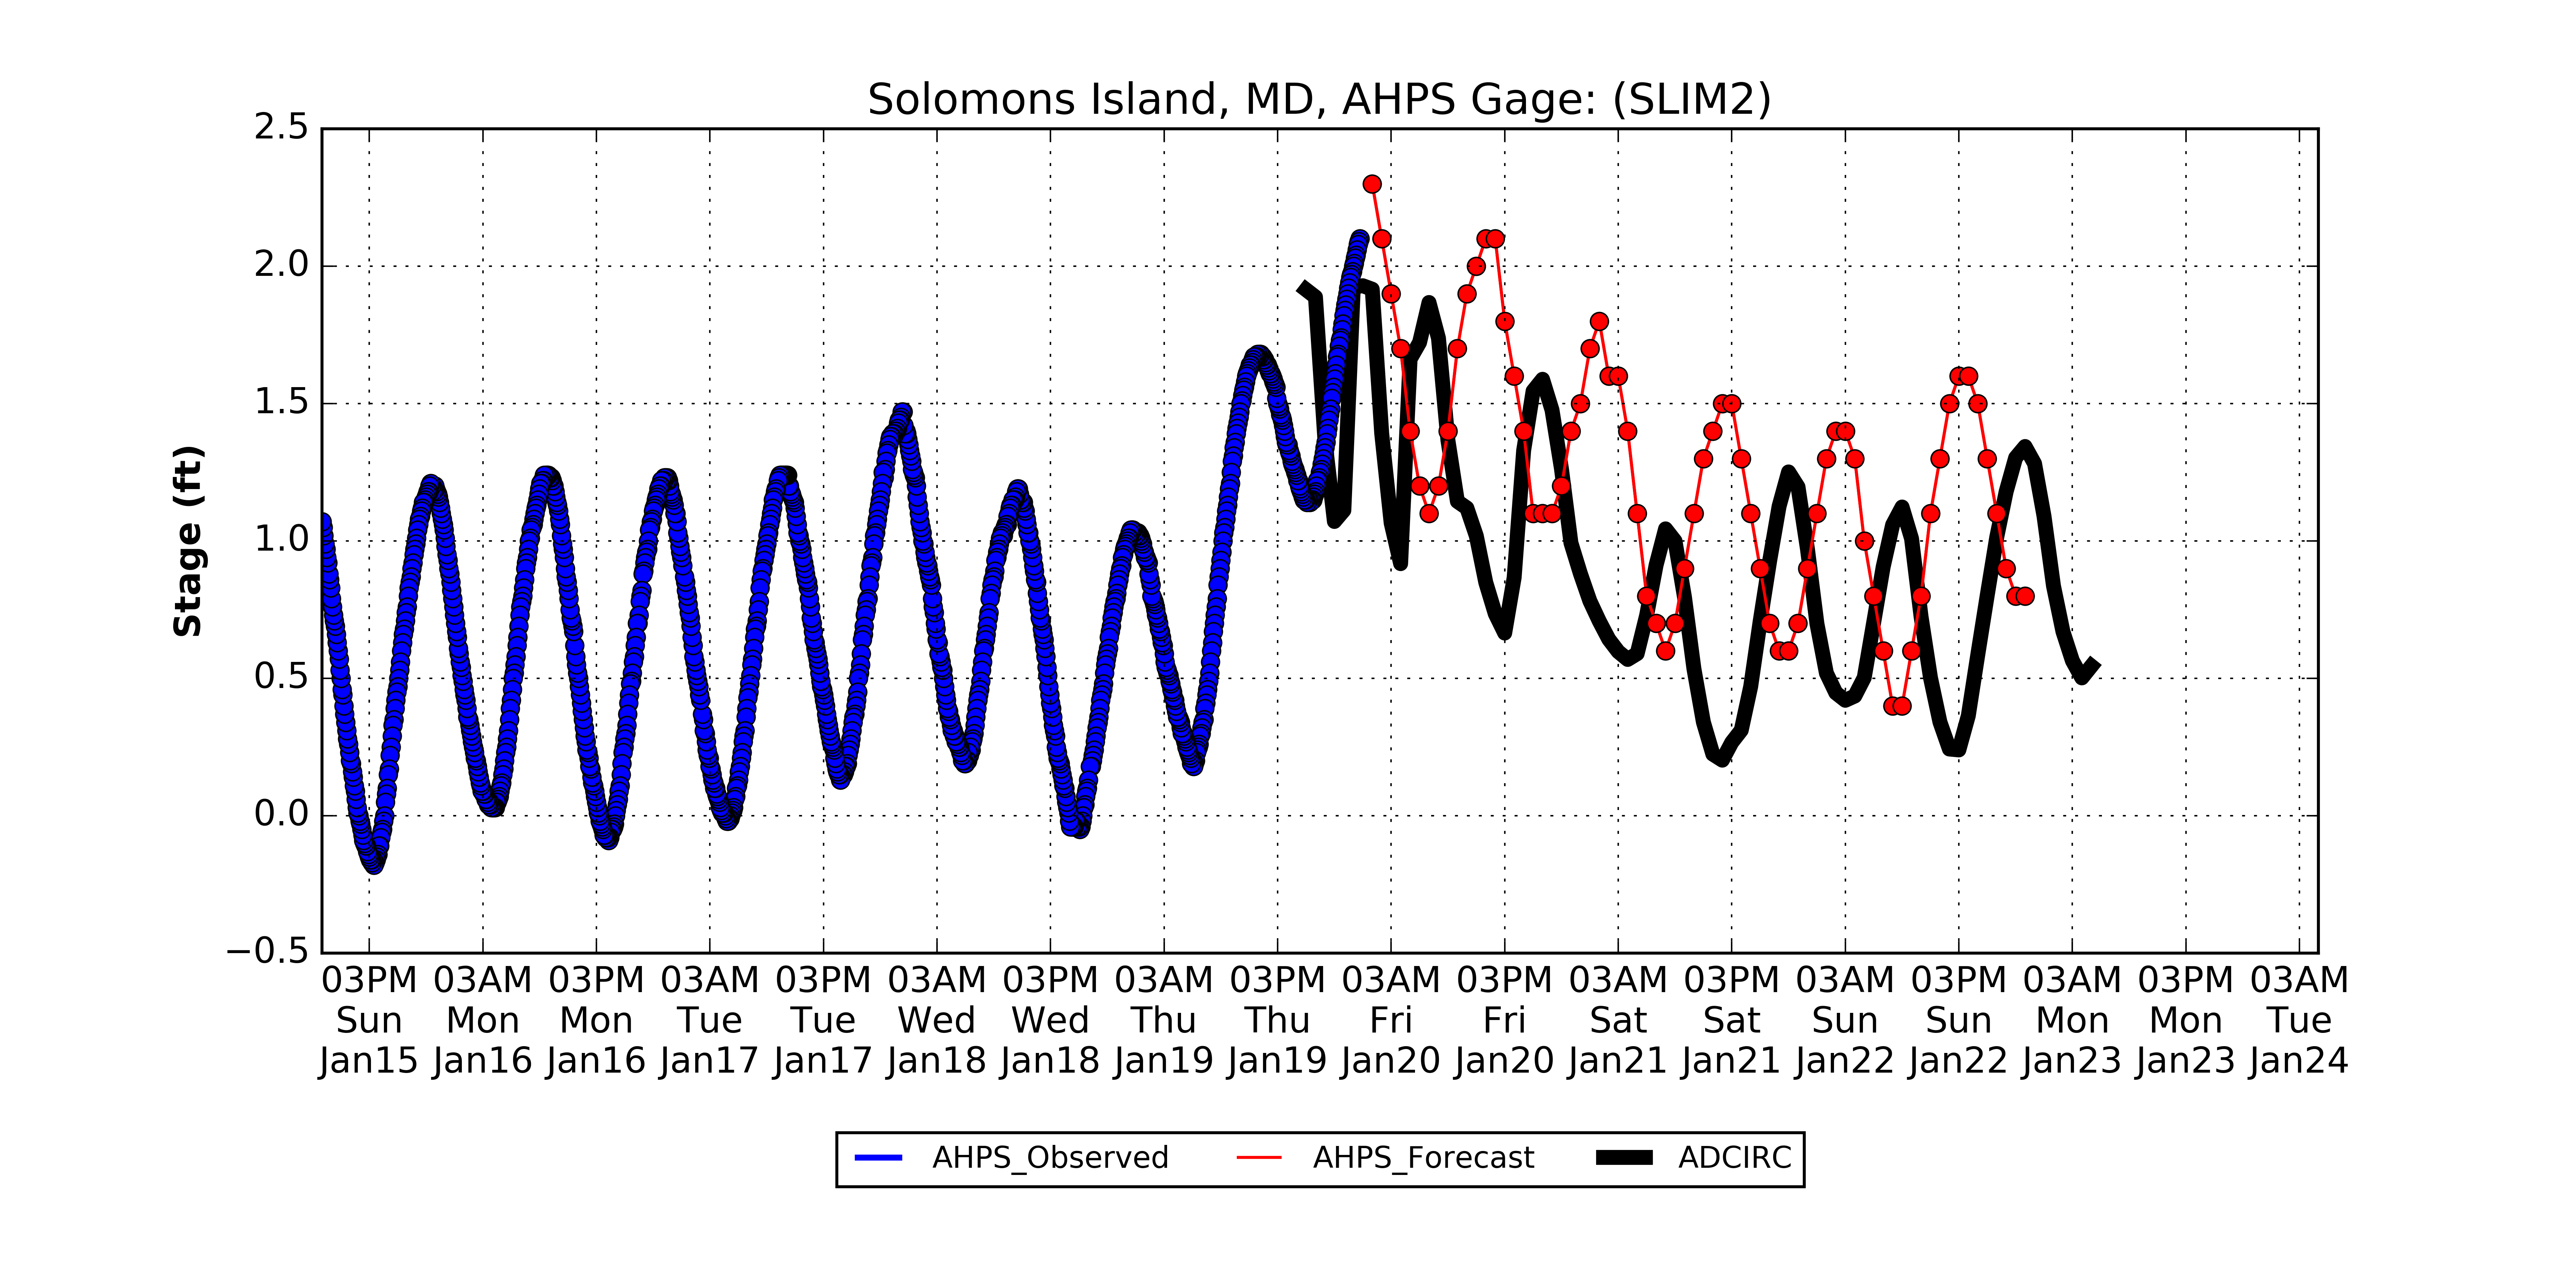 Solomons Island, MD, AHPS Gage: (SLIM2)
2.5
2.0
1.5
1.0
0.5
0.0
−0.5
Stage (ft)
03PM 03AM 03PM 03AM 03PM 03AM 03PM 03AM 03PM 03AM 03PM 03AM 03PM 03AM 03PM 03AM 03PM 03AM
Sun Mon Mon Tue Tue Wed Wed Thu Thu Fri Fri Sat Sat Sun Sun Mon Mon Tue
Jan15 Jan16 Jan16 Jan17 Jan17 Jan18 Jan18 Jan19 Jan19 Jan20 Jan20 Jan21 Jan21 Jan22 Jan22 Jan23 Jan23 Jan24
AHPS_Observed AHPS_Forecast ADCIRC